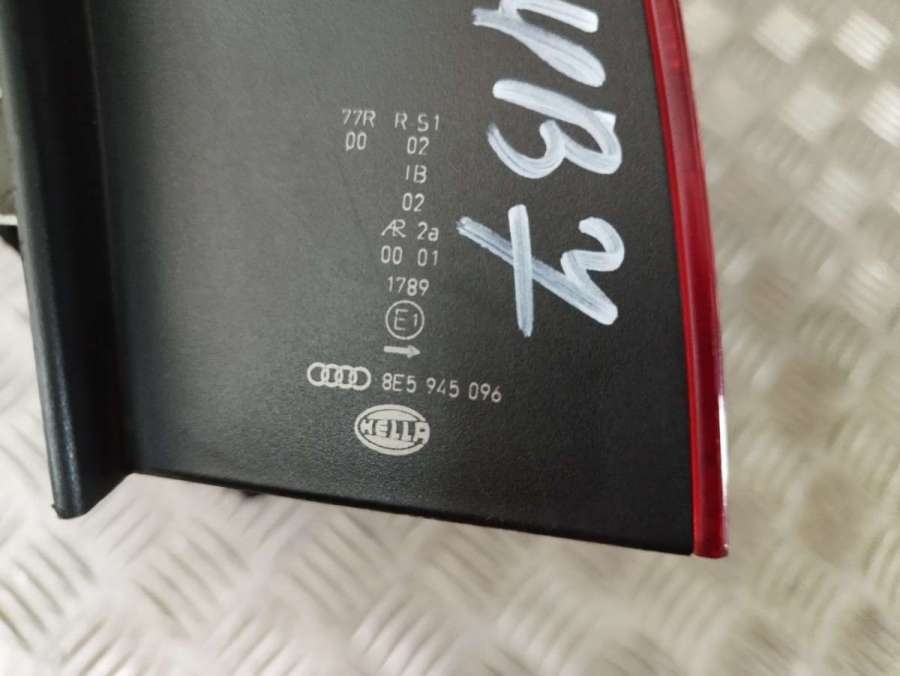 77R R S1
00 02
IB
02
AR 2a
00 01
1789
E1
8E5 945 096
HELLA